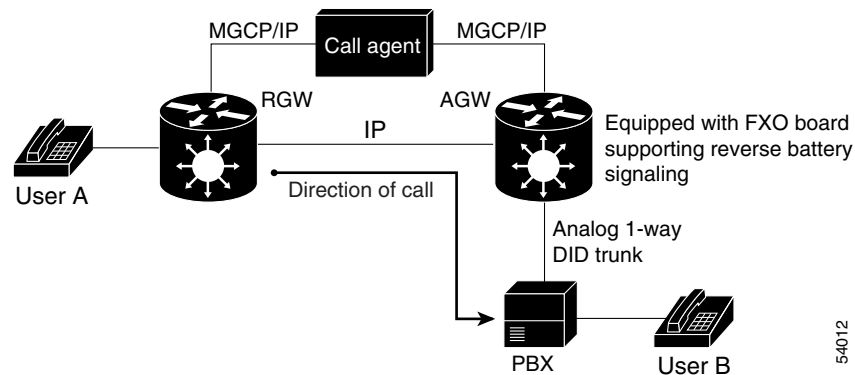 MGCP/IP
Call agent
MGCP/IP
RGW
AGW
IP
Equipped with FXO board
supporting reverse battery
signaling
User A
Direction of call
Analog 1-way
DID trunk
PBX
User B
54012